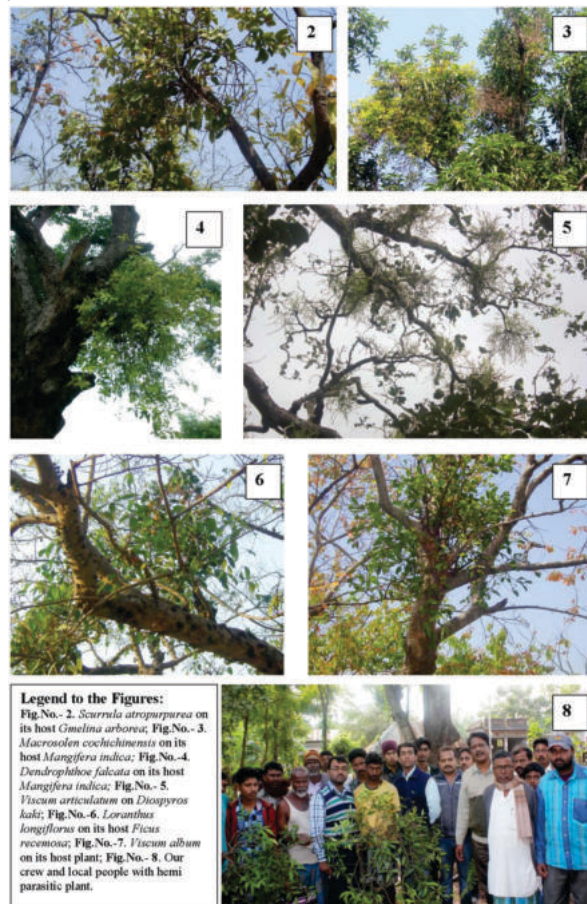 2
3
4
5
6
7
Legend to the Figures:
Fig.No.- 2. Scurrula atropurpurea on
its host Gmelina arborea; Fig.No.- 3.
Macrosolen cochichinensis on its
host Mangifera indica; Fig.No.-4.
Dendrophthoe falcata on its host
Mangifera indica; Fig.No.- 5.
Viscum articulatum on Diospyros
kaki; Fig.No.-6. Loranthus
longiflorus on its host Ficus
recemosa; Fig.No.-7. Viscum album
on its host plant; Fig.No.- 8. Our
crew and local people with hemi
parasitic plant.
8